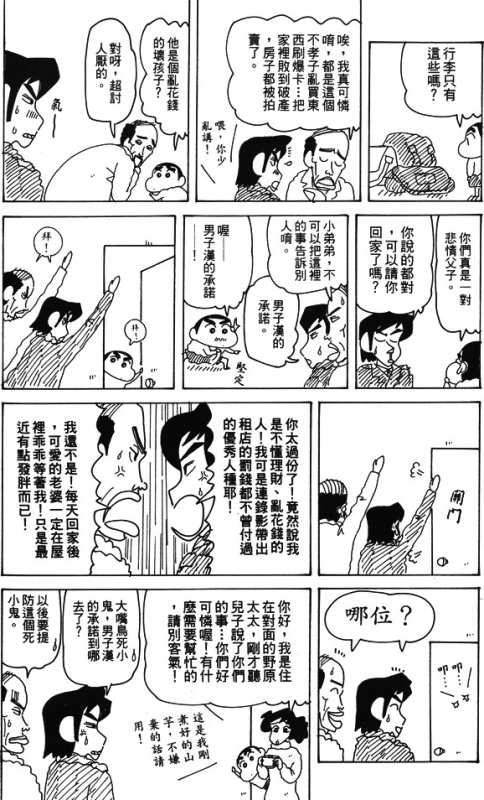 行李只有
這些嗎?
唉,我真可憐
唷,都是這個
不孝子亂買東
西刷爆卡…把
家裡敗到破產
,房子都被拍
賣了。
喂,你少
亂講!
他是個亂花錢
的壞孩子?
對呀,超討
人厭的。
氣
你們真是一對
悲情父子。
你說的都對
,可以請你
回家了嗎?
小弟弟,不
可以把這裡
的事告訴別
人唷。
男子漢的
承諾。
喔——
男子漢的承諾
——!
堅定
拜!
拜!
關門
你太過份了!竟然說我
是不懂理財、亂花錢的
人!我可是連錄影帶出
租店的罰錢都不曾付過
的優秀人種耶!
我還不是!每天回家後
,可愛的老婆一定在屋
裡乖乖等著我!只是最
近有點發胖而已!
叩叩…
哪位?
你好,我是住
在對面的野原
太太,剛才聽
兒子說了你們
的事…你們好
可憐喔!有什
麼需要幫忙的
,請別客氣!
這是我剛
煮好的山
芋,不嫌
棄的話請
用!
大嘴鳥死小
鬼,男子漢
的承諾到哪
去了?
以後要提
防這個死
小鬼。